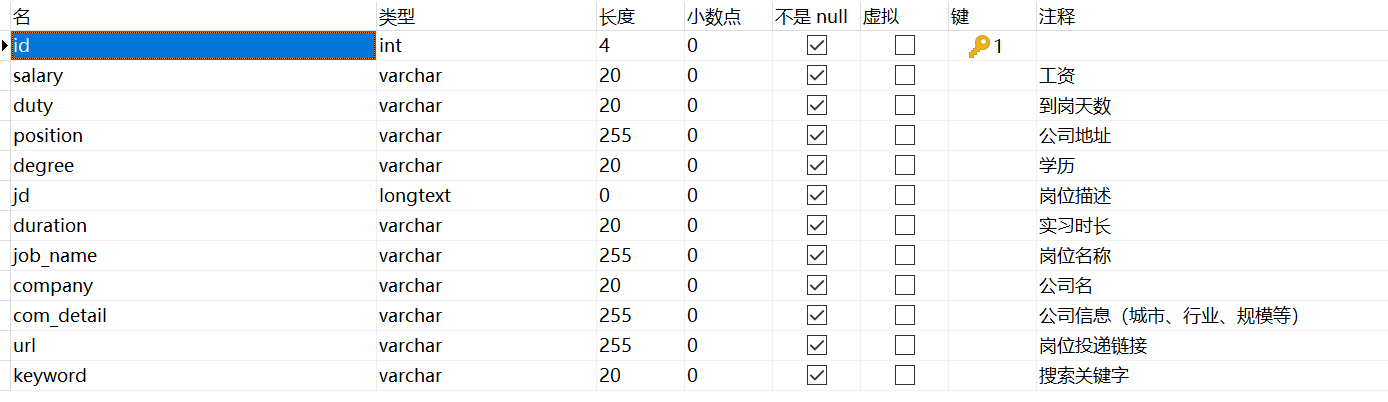 名 类型 长度 小数点 不是 null 虚拟 键 注释
id int 4 0 1
salary varchar 20 0 工资
duty varchar 20 0 到岗天数
position varchar 255 0 公司地址
degree varchar 20 0 学历
jd longtext 0 0 岗位描述
duration varchar 20 0 实习时长
job_name varchar 255 0 岗位名称
company varchar 20 0 公司名
com_detail varchar 255 0 公司信息（城市、行业、规模等）
url varchar 255 0 岗位投递链接
keyword varchar 20 0 搜索关键字